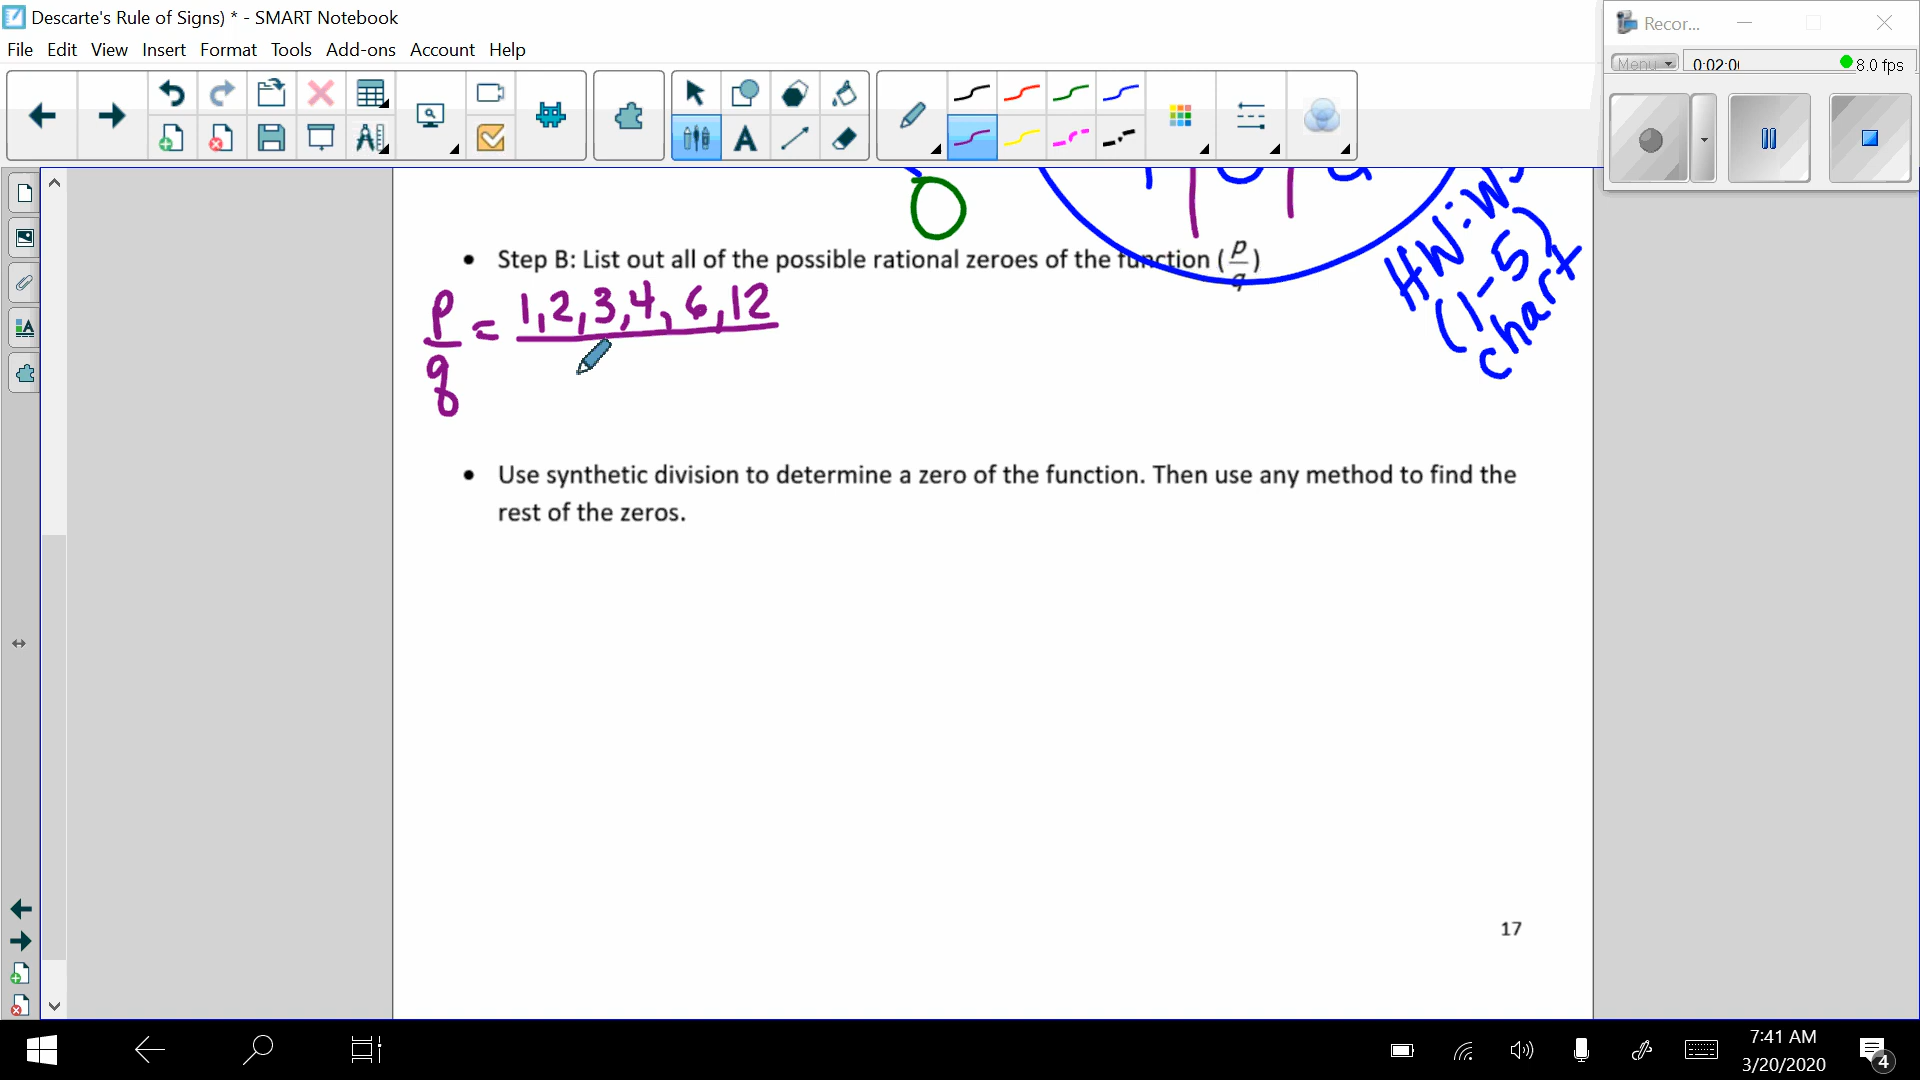 Descarte's Rule of Signs) * - SMART Notebook
Recor...
File Edit View Insert Format Tools Add-ons Account Help
Menu
0:02:0
8.0 fps
0
HW: W
(1-5)
chart
• Step B: List out all of the possible rational zeroes of the function (p/q)
p/q = 1, 2, 3, 4, 6, 12
• Use synthetic division to determine a zero of the function. Then use any method to find the
rest of the zeros.
17
7:41 AM
3/20/2020
4